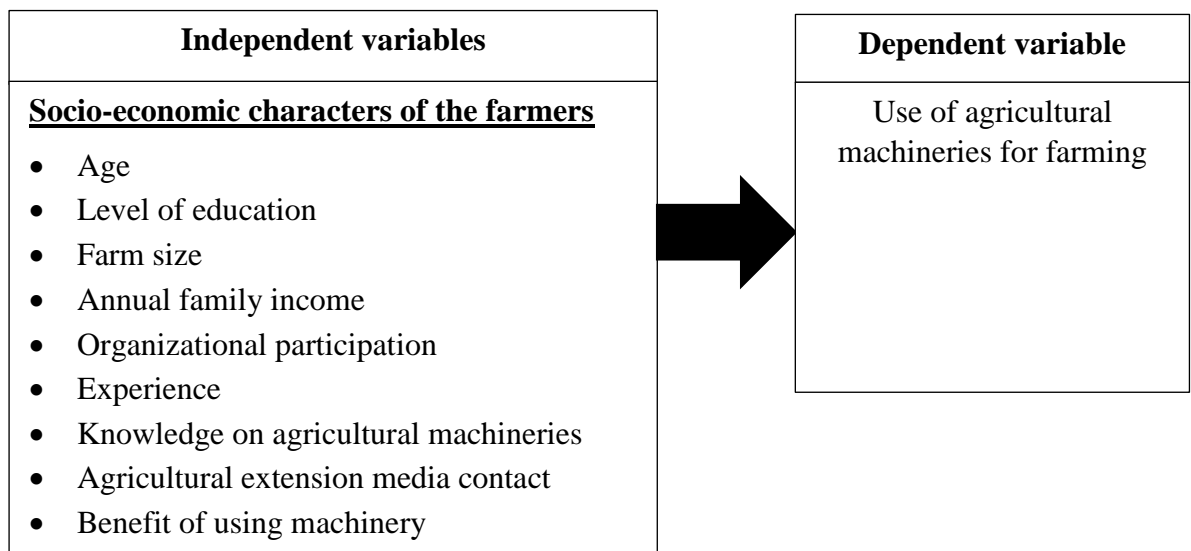 Independent variables
Socio-economic characters of the farmers
• Age
• Level of education
• Farm size
• Annual family income
• Organizational participation
• Experience
• Knowledge on agricultural machineries
• Agricultural extension media contact
• Benefit of using machinery
Dependent variable
Use of agricultural
machineries for farming